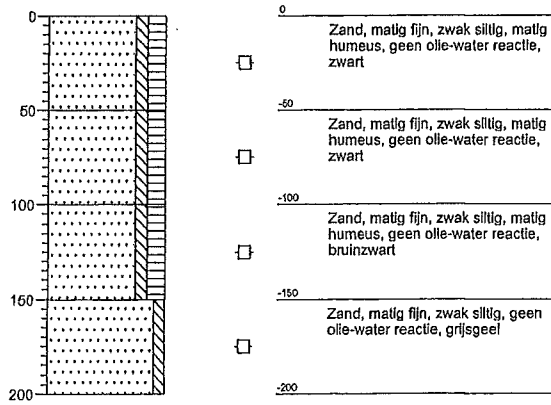 0
50
100
150
200
0
Zand, matig fijn, zwak siltig, matig
humeus, geen olie-water reactie,
zwart
-50
Zand, matig fijn, zwak siltig, matig
humeus, geen olie-water reactie,
zwart
-100
Zand, matig fijn, zwak siltig, matig
humeus, geen olie-water reactie,
bruinzwart
-150
Zand, matig fijn, zwak siltig, geen
olie-water reactie, grijsgeel
-200